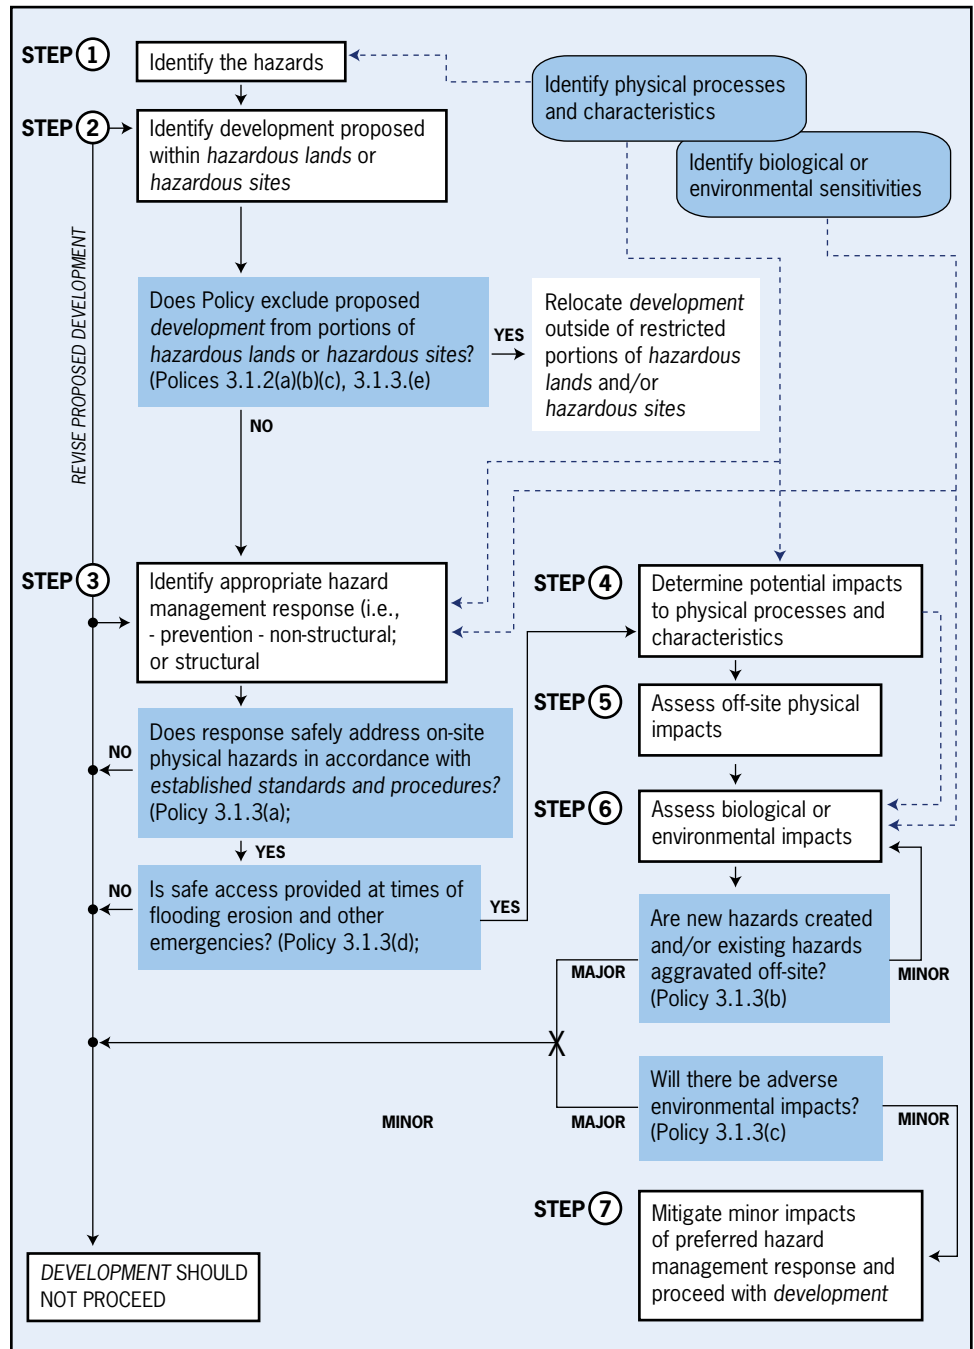 STEP 1
Identify the hazards
Identify physical processes
and characteristics
STEP 2
Identify development proposed
within hazardous lands or
hazardous sites
Identify biological or
environmental sensitivities
REVISE PROPOSED DEVELOPMENT
Does Policy exclude proposed
development from portions of
hazardous lands or hazardous sites?
(Polices 3.1.2(a)(b)(c), 3.1.3.(e)
YES
Relocate development
outside of restricted
portions of hazardous
lands and/or
hazardous sites
NO
STEP 3
Identify appropriate hazard
management response (i.e.,
- prevention - non-structural;
or structural
STEP 4
Determine potential impacts
to physical processes and
characteristics
STEP 5
Assess off-site physical
impacts
Does response safely address on-site
physical hazards in accordance with
established standards and procedures?
(Policy 3.1.3(a);
NO
YES
STEP 6
Assess biological or
environmental impacts
Is safe access provided at times of
flooding erosion and other
emergencies? (Policy 3.1.3(d);
NO
YES
Are new hazards created
and/or existing hazards
aggravated off-site?
(Policy 3.1.3(b)
MAJOR
MINOR
X
Will there be adverse
environmental impacts?
(Policy 3.1.3(c)
MINOR
MAJOR
MINOR
STEP 7
Mitigate minor impacts
of preferred hazard
management response and
proceed with development
DEVELOPMENT SHOULD
NOT PROCEED